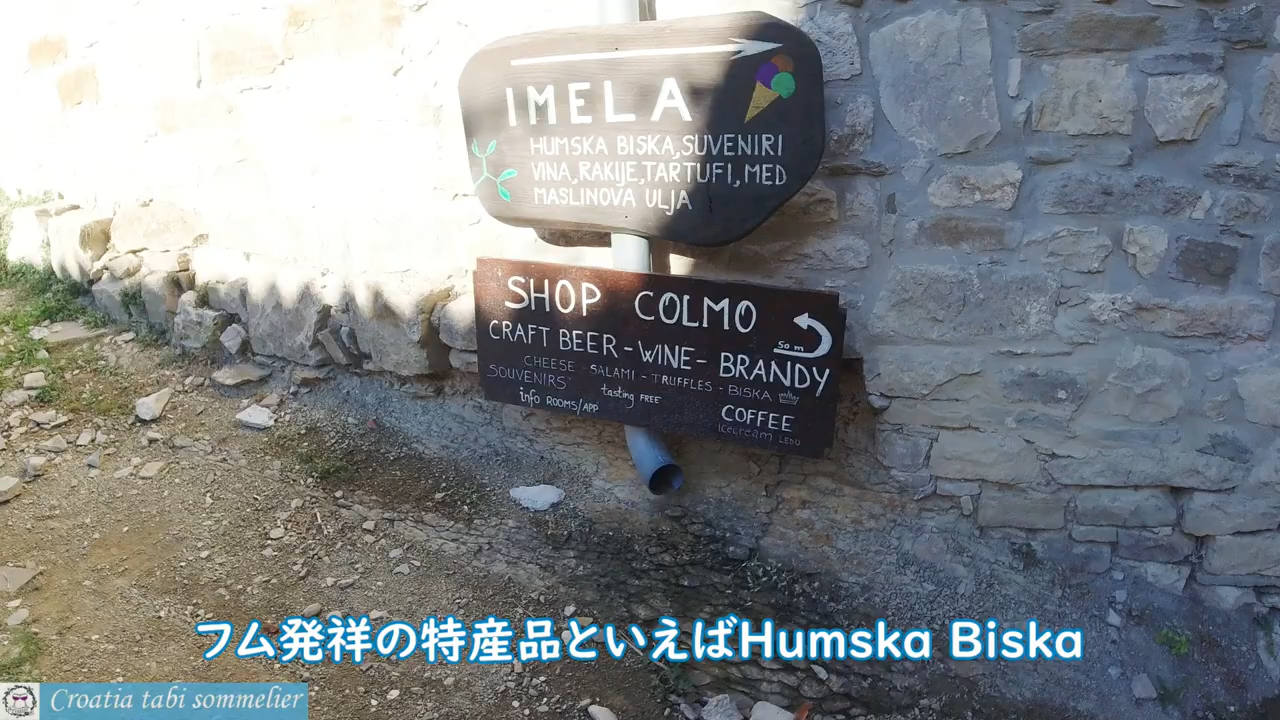 IMELA
HUMSKA BISKA, SUVENIRI
VINA, RAKIJE, TARTUFI, MED
MASLINOVA ULJA
SHOP COLMO
50 m
CRAFT BEER - WINE - BRANDY
CHEESE - SALAMI - TRUFFLES - BISKA
SOUVENIRS
tasting FREE
info ROOMS/APP
COFFEE
Icecream LEDO
フム発祥の特産品といえばHumska Biska
Croatia tabi sommelier